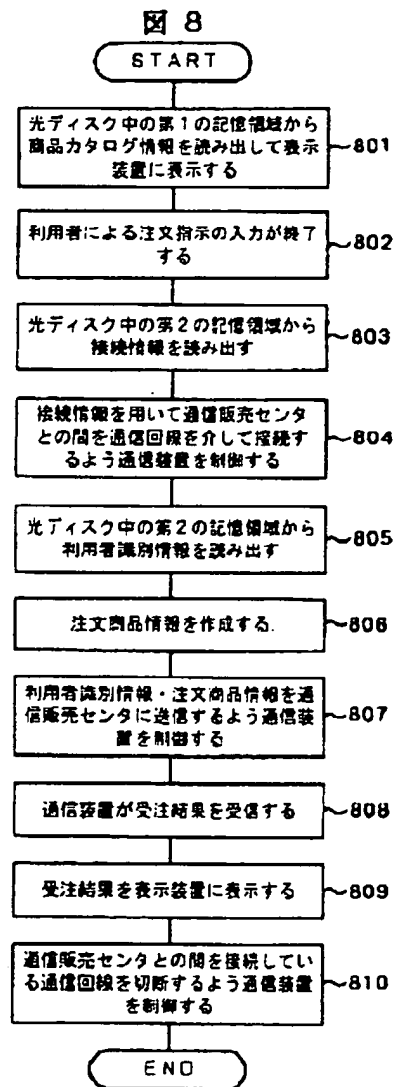 図 8
START
光ディスク中の第1の記憶領域から
商品カタログ情報を読み出して表示
装置に表示する
801
利用者による注文指示の入力が終了
する
802
光ディスク中の第2の記憶領域から
接続情報を読み出す
803
接続情報を用いて通信販売センタ
との間を通信回線を介して接続す
るよう通信装置を制御する
804
光ディスク中の第2の記憶領域から
利用者識別情報を読み出す
805
注文商品情報を作成する.
806
利用者識別情報・注文商品情報を通
信販売センタに送信するよう通信装
置を制御する
807
通信装置が受注結果を受信する
808
受注結果を表示装置に表示する
809
通信販売センタとの間を接続してい
る通信回線を切断するよう通信装置
を制御する
810
END